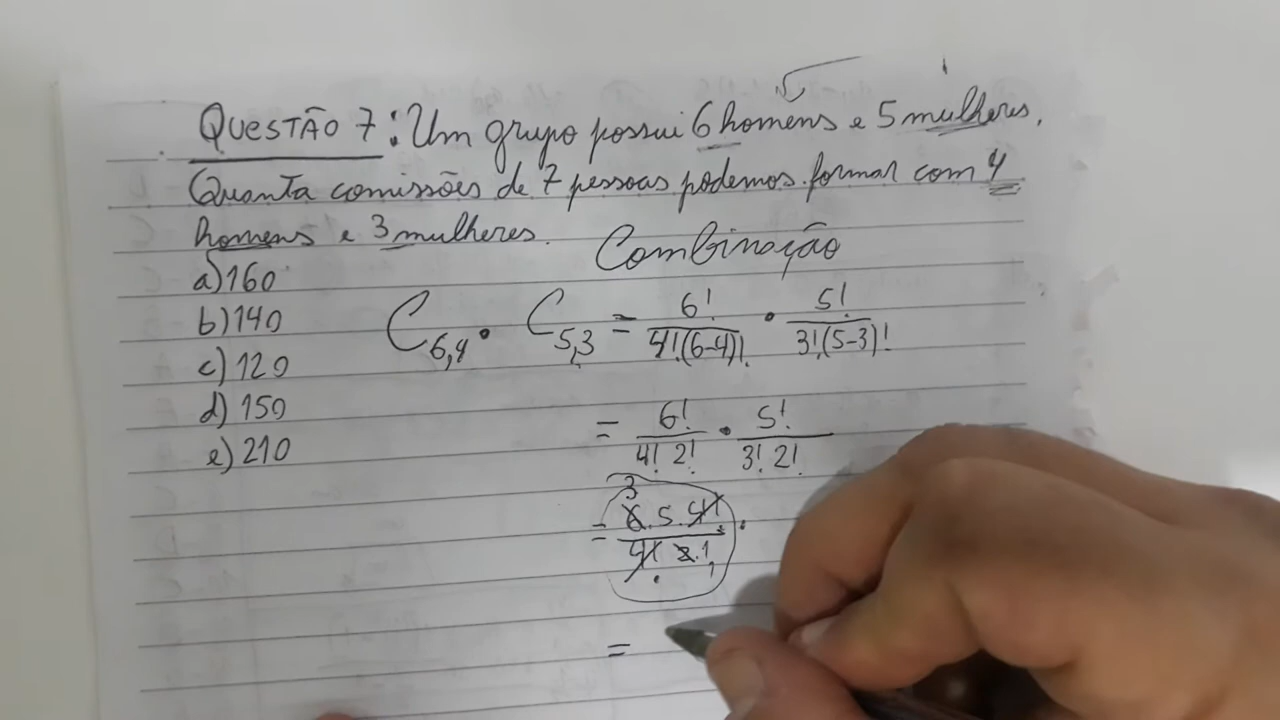 QUESTÃO 7: Um grupo possui 6 homens e 5 mulheres.
Quanta comissões de 7 pessoas podemos formar com 4
homens e 3 mulheres.
Combinação
a) 160
b) 140
c) 120
d) 150
e) 210
C6,4 . C5,3 = 6!/4!(6-4)! . 5!/3!(5-3)!
= 6!/4! 2! . 5!/3! 2!
3
= 6.5.4!/4! 2.1 .
=